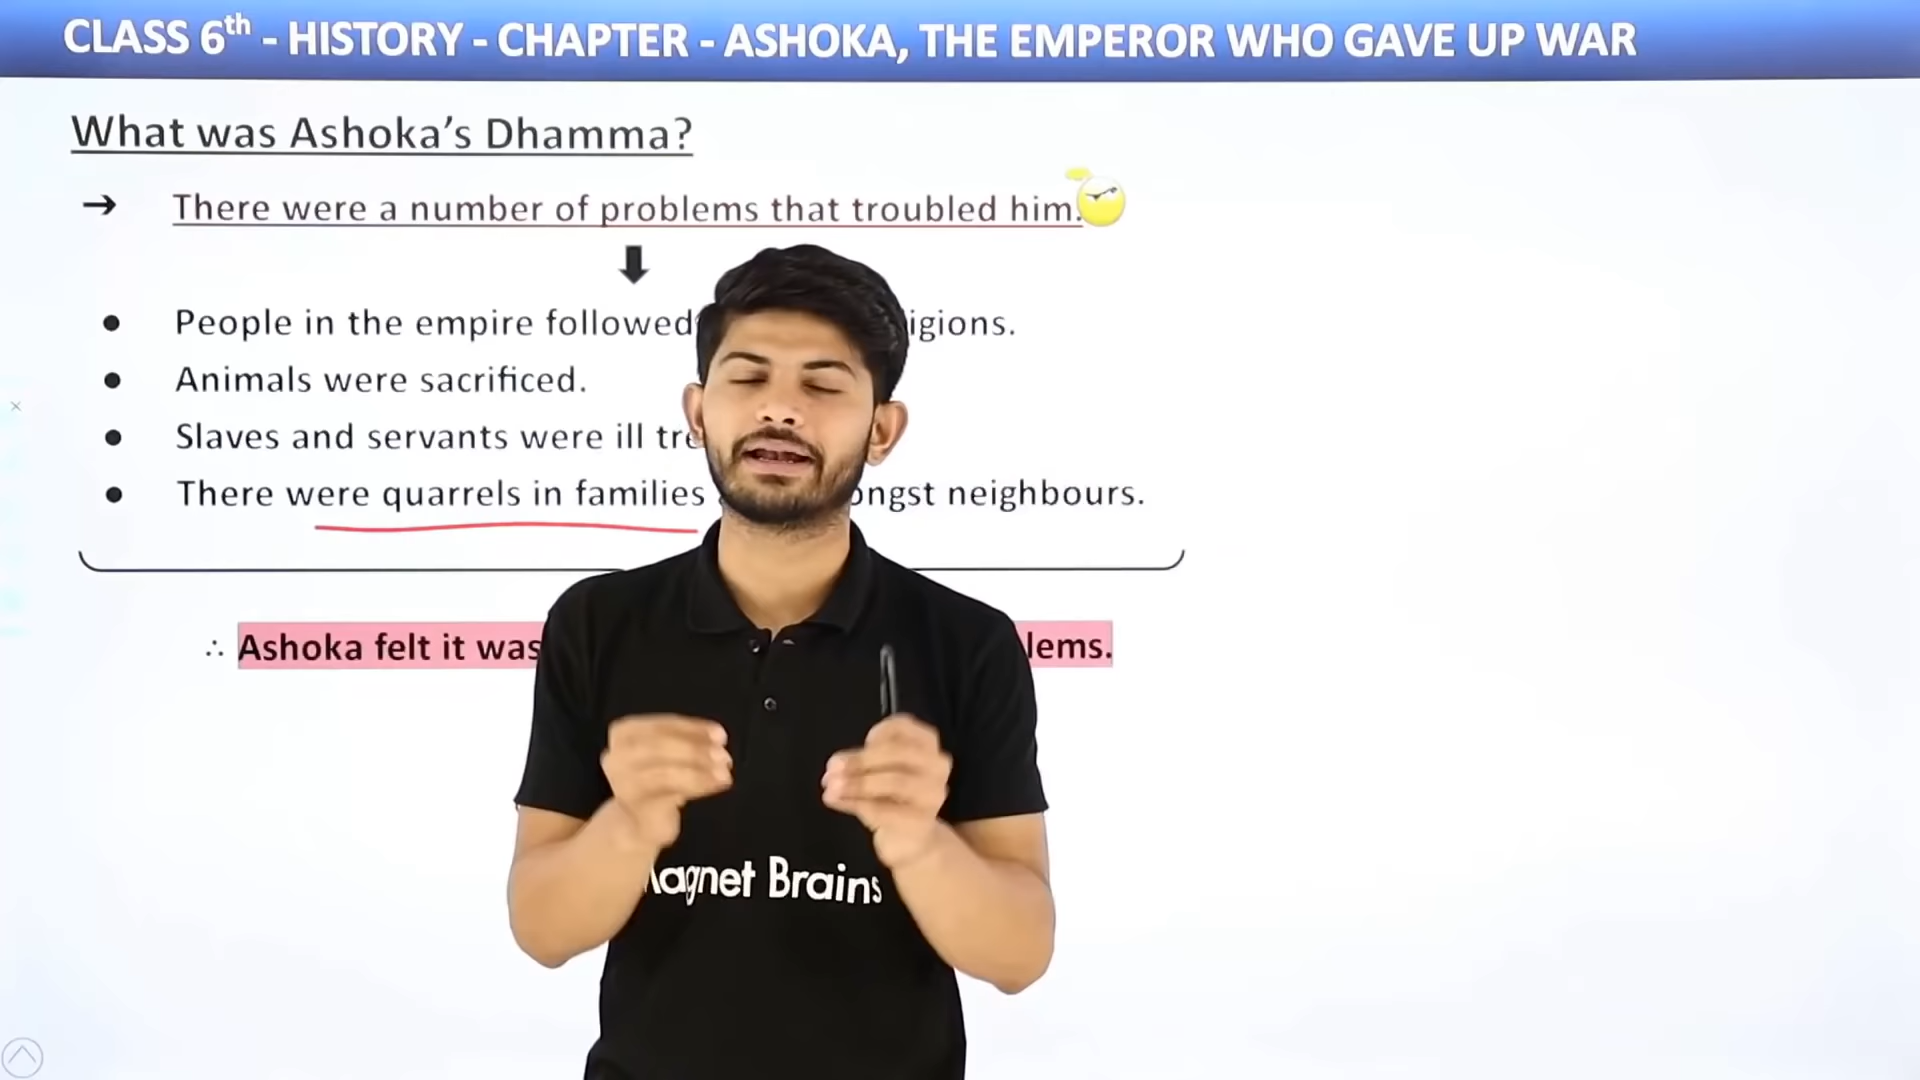 CLASS 6th - HISTORY - CHAPTER - ASHOKA, THE EMPEROR WHO GAVE UP WAR
What was Ashoka’s Dhamma?
➔ There were a number of problems that troubled him.
● People in the empire followed igions.
● Animals were sacrificed.
● Slaves and servants were ill tre
● There were quarrels in families ongst neighbours.
∴ Ashoka felt it was lems.
agnet Brains